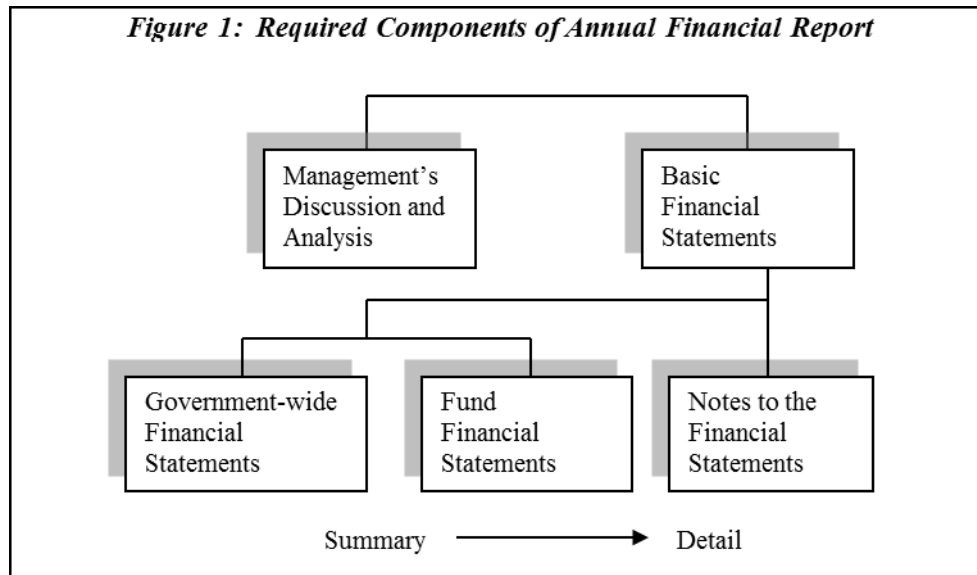 Figure 1: Required Components of Annual Financial Report
Management’s
Discussion and
Analysis
Basic
Financial
Statements
Government-wide
Financial
Statements
Fund
Financial
Statements
Notes to the
Financial
Statements
Summary
Detail